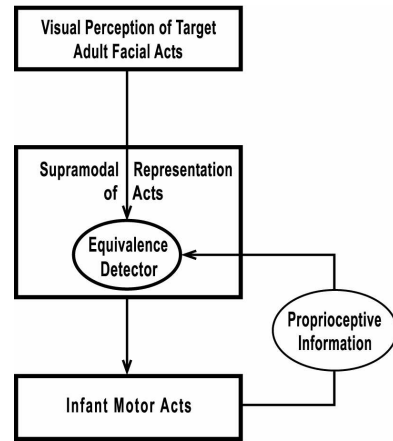 Visual Perception of Target
Adult Facial Acts
Supramodal Representation
of Acts
Equivalence
Detector
Proprioceptive
Information
Infant Motor Acts